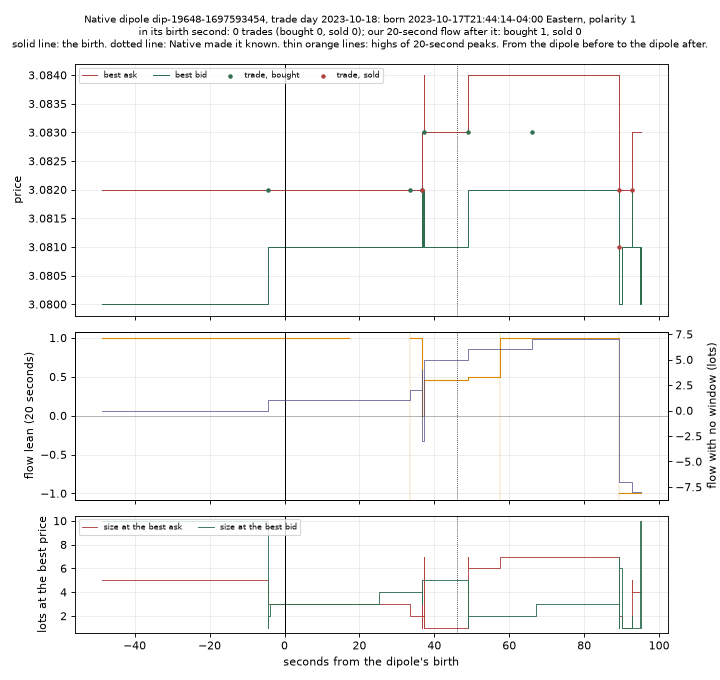 Native dipole dip-19648-1697593454, trade day 2023-10-18: born 2023-10-17T21:44:14-04:00 Eastern, polarity 1
in its birth second: 0 trades (bought 0, sold 0); our 20-second flow after it: bought 1, sold 0
solid line: the birth. dotted line: Native made it known. thin orange lines: highs of 20-second peaks. From the dipole before to the dipole after.
best ask
best bid
trade, bought
trade, sold
3.0840
3.0835
3.0830
3.0825
3.0820
3.0815
3.0810
3.0805
3.0800
price
1.0
0.5
0.0
−0.5
−1.0
flow lean (20 seconds)
7.5
5.0
2.5
0.0
−2.5
−5.0
−7.5
flow with no window (lots)
size at the best ask
size at the best bid
10
8
6
4
2
lots at the best price
−40
−20
0
20
40
60
80
100
seconds from the dipole's birth